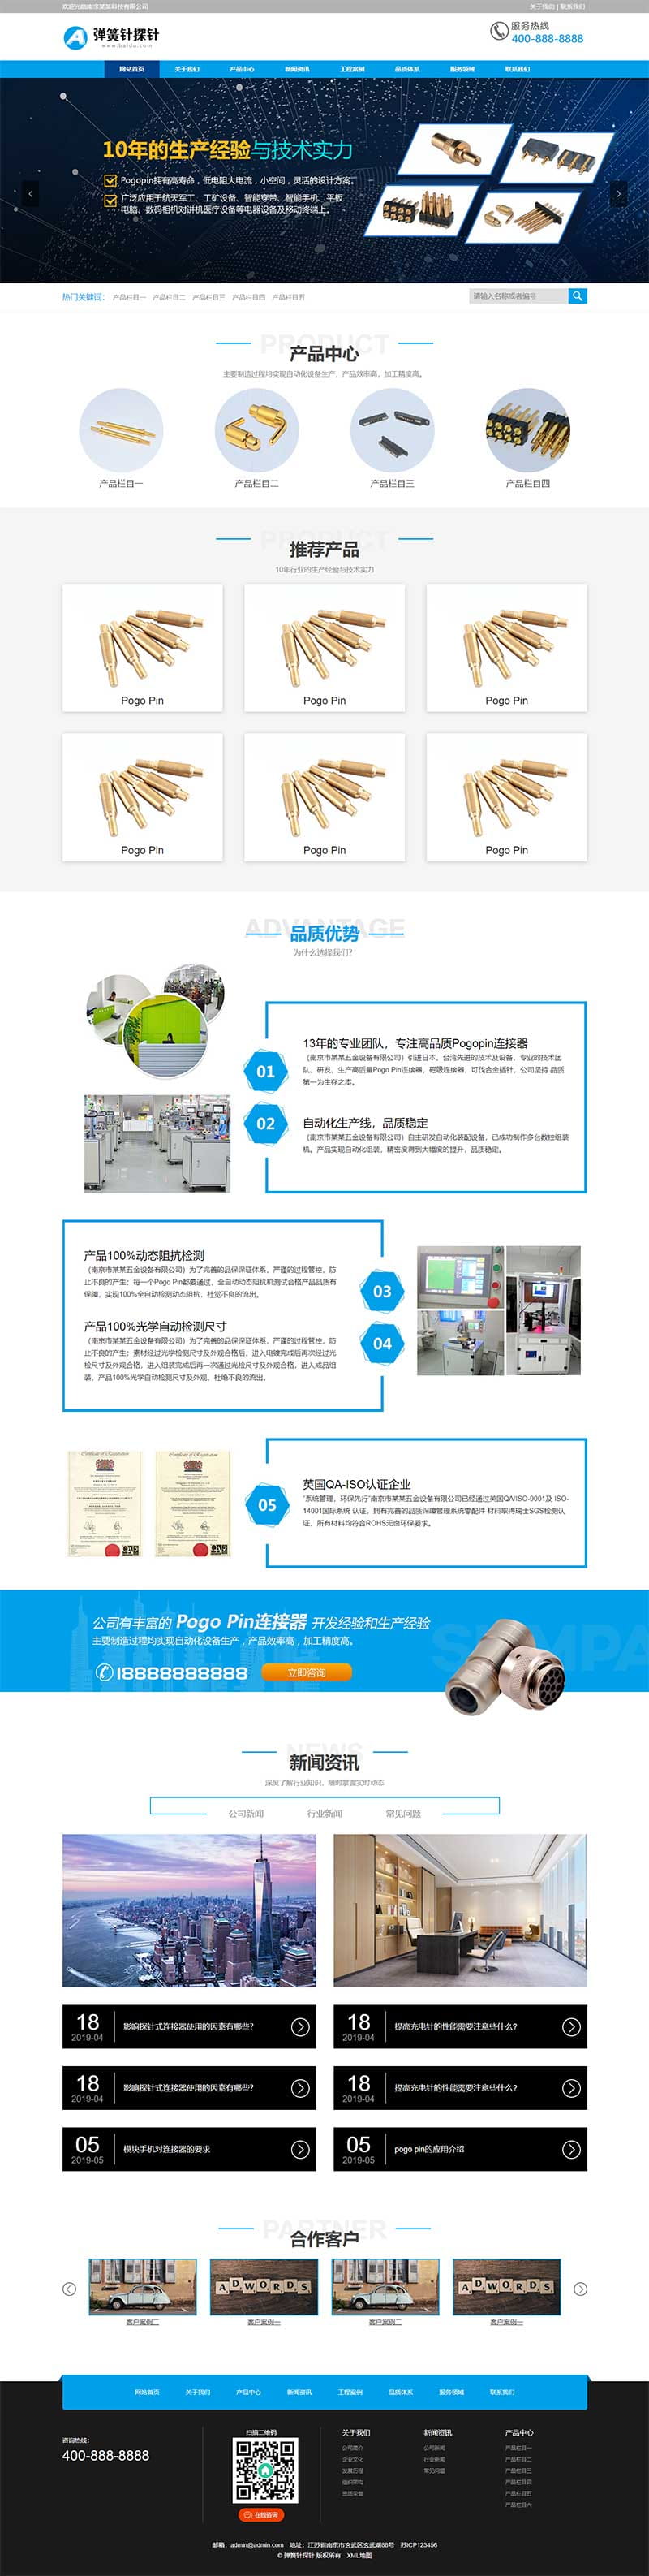 欢迎光临南京某某科技有限公司
关于我们 | 联系我们
弹簧针探针
www.baidu.com
服务热线
400-888-8888
网站首页 关于我们 产品中心 新闻资讯 工程案例 品质体系 服务领域 联系我们
10年的生产经验与技术实力
Pogopin拥有高寿命，低电阻大电流，小空间，灵活的设计方案。
广泛应用于航天军工、工矿设备、智能穿带、智能手机、平板
电脑、数码相机对讲机医疗设备等电器设备及移动终端上。
热门关键词： 产品栏目一 产品栏目二 产品栏目三 产品栏目四 产品栏目五
请输入名称或者编号
PRODUCT
产品中心
主要制造过程均实现自动化设备生产，产品效率高，加工精度高。
产品栏目一 产品栏目二 产品栏目三 产品栏目四
PRODUCT
推荐产品
10年行业的生产经验与技术实力
Pogo Pin Pogo Pin Pogo Pin
Pogo Pin Pogo Pin Pogo Pin
ADVANTAGE
品质优势
为什么选择我们?
01
13年的专业团队，专注高品质Pogopin连接器
（南京市某某五金设备有限公司）引进日本、台湾先进的技术及设备，专业的技术团
队、研发、生产高质量Pogo Pin连接器，磁吸连接器，可伐合金插针，公司坚持 品质
第一为生存之本。
02
自动化生产线，品质稳定
（南京市某某五金设备有限公司）自主研发自动化装配设备，已成功制作多台数控组装
机。产品实现自动化组装，精密度得到大幅度的提升，品质稳定。
产品100%动态阻抗检测
（南京市某某五金设备有限公司）为了完善的品保保证体系，严谨的过程管控，防
止不良的产生；每一个Pogo Pin都要通过，全自动动态阻抗机测试合格产品品质有
保障，实现100%全自动检测动态阻抗，杜觉不良的流出。
03
产品100%光学自动检测尺寸
（南京市某某五金设备有限公司）为了完善的品保保证体系，严谨的过程管控，防
止不良的产生；素材经过光学检测尺寸及外观合格后，进入电镀完成后再次经过光
检尺寸及外观合格，进入组装完成后再一次通过光检尺寸及外观合格，进入成品组
装，产品100%光学自动检测尺寸及外观，杜绝不良的流出。
04
Certificate of Registration Certificate of Registration
05
英国QA-ISO认证企业
“系统管理、环保先行”南京市某某五金设备有限公司已经通过英国QA/ISO-9001及 ISO-
14001国际系统 认证，拥有完善的品质保障管理系统零配件 材料取得瑞士SGS检测认
证，所有材料均符合ROHS无卤环保要求。
公司有丰富的 Pogo Pin连接器 开发经验和生产经验
主要制造过程均实现自动化设备生产，产品效率高，加工精度高。
18888888888 立即咨询
NEWS
新闻资讯
深度了解行业知识，随时掌握实时动态
公司新闻 行业新闻 常见问题
18
2019-04
影响探针式连接器使用的因素有哪些?
18
2019-04
提高充电针的性能需要注意些什么?
18
2019-04
影响探针式连接器使用的因素有哪些?
18
2019-04
提高充电针的性能需要注意些什么?
05
2019-05
模块手机对连接器的要求
05
2019-05
pogo pin的应用介绍
PARTNER
合作客户
ADWORDS ADWORDS
客户案例二 客户案例一 客户案例二 客户案例一
网站首页 关于我们 产品中心 新闻资讯 工程案例 品质体系 服务领域 联系我们
咨询热线：
400-888-8888
扫描二维码
在线咨询
关于我们
公司简介
企业文化
发展历程
组织架构
资质荣誉
新闻资讯
公司新闻
行业新闻
常见问题
产品中心
产品栏目一
产品栏目二
产品栏目三
产品栏目四
产品栏目五
产品栏目六
邮箱：admin@admin.com 地址：江苏省南京市玄武区玄武湖88号 苏ICP123456
© 弹簧针探针 版权所有 XML地图